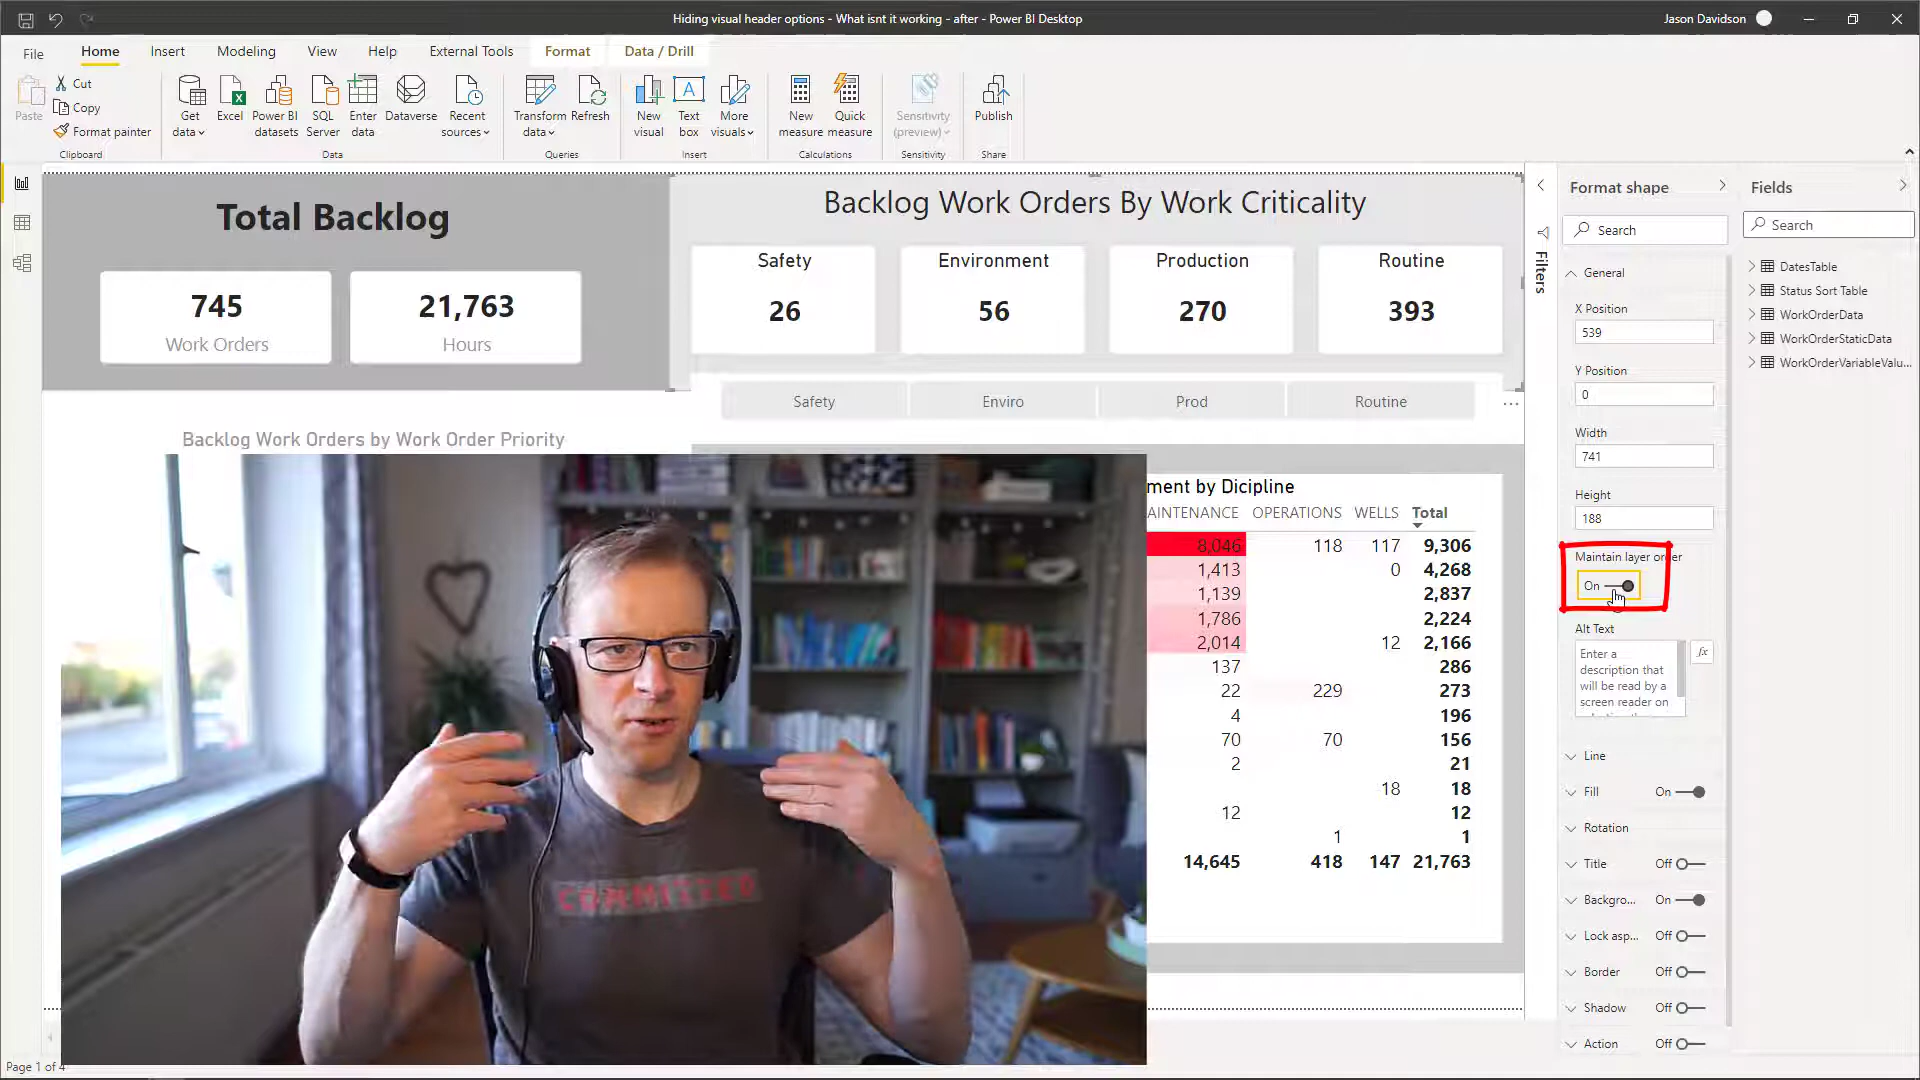 Hiding visual header options - What isnt it working - after - Power BI Desktop
Jason Davidson
File
Home
Insert
Modeling
View
Help
External Tools
Format
Data / Drill
Paste
Cut
Copy
Format painter
Clipboard
Get data
Excel
Power BI datasets
SQL Server
Enter data
Dataverse
Recent sources
Data
Transform data
Refresh
Queries
New visual
Text box
More visuals
Insert
New measure
Quick measure
Calculations
Sensitivity (preview)
Sensitivity
Publish
Share
Total Backlog
745
Work Orders
21,763
Hours
Backlog Work Orders By Work Criticality
Safety
26
Environment
56
Production
270
Routine
393
Safety
Enviro
Prod
Routine
...
Backlog Work Orders by Work Order Priority
ment by Dicipline
AINTENANCE OPERATIONS WELLS Total
8,046 118 117 9,306
1,413 0 4,268
1,139 2,837
1,786 2,224
2,014 12 2,166
137 286
22 229 273
4 196
70 70 156
2 21
18 18
12 12
1 1
14,645 418 147 21,763
COMMITTED
Filters
Format shape
Search
General
X Position
539
Y Position
0
Width
741
Height
188
Maintain layer order
On
Alt Text
Enter a
description that
will be read by a
screen reader on
fx
Line
Fill On
Rotation
Title Off
Backgro... On
Lock asp... Off
Border Off
Shadow Off
Action Off
Fields
Search
DatesTable
Status Sort Table
WorkOrderData
WorkOrderStaticData
WorkOrderVariableValu...
Page 1 of 4